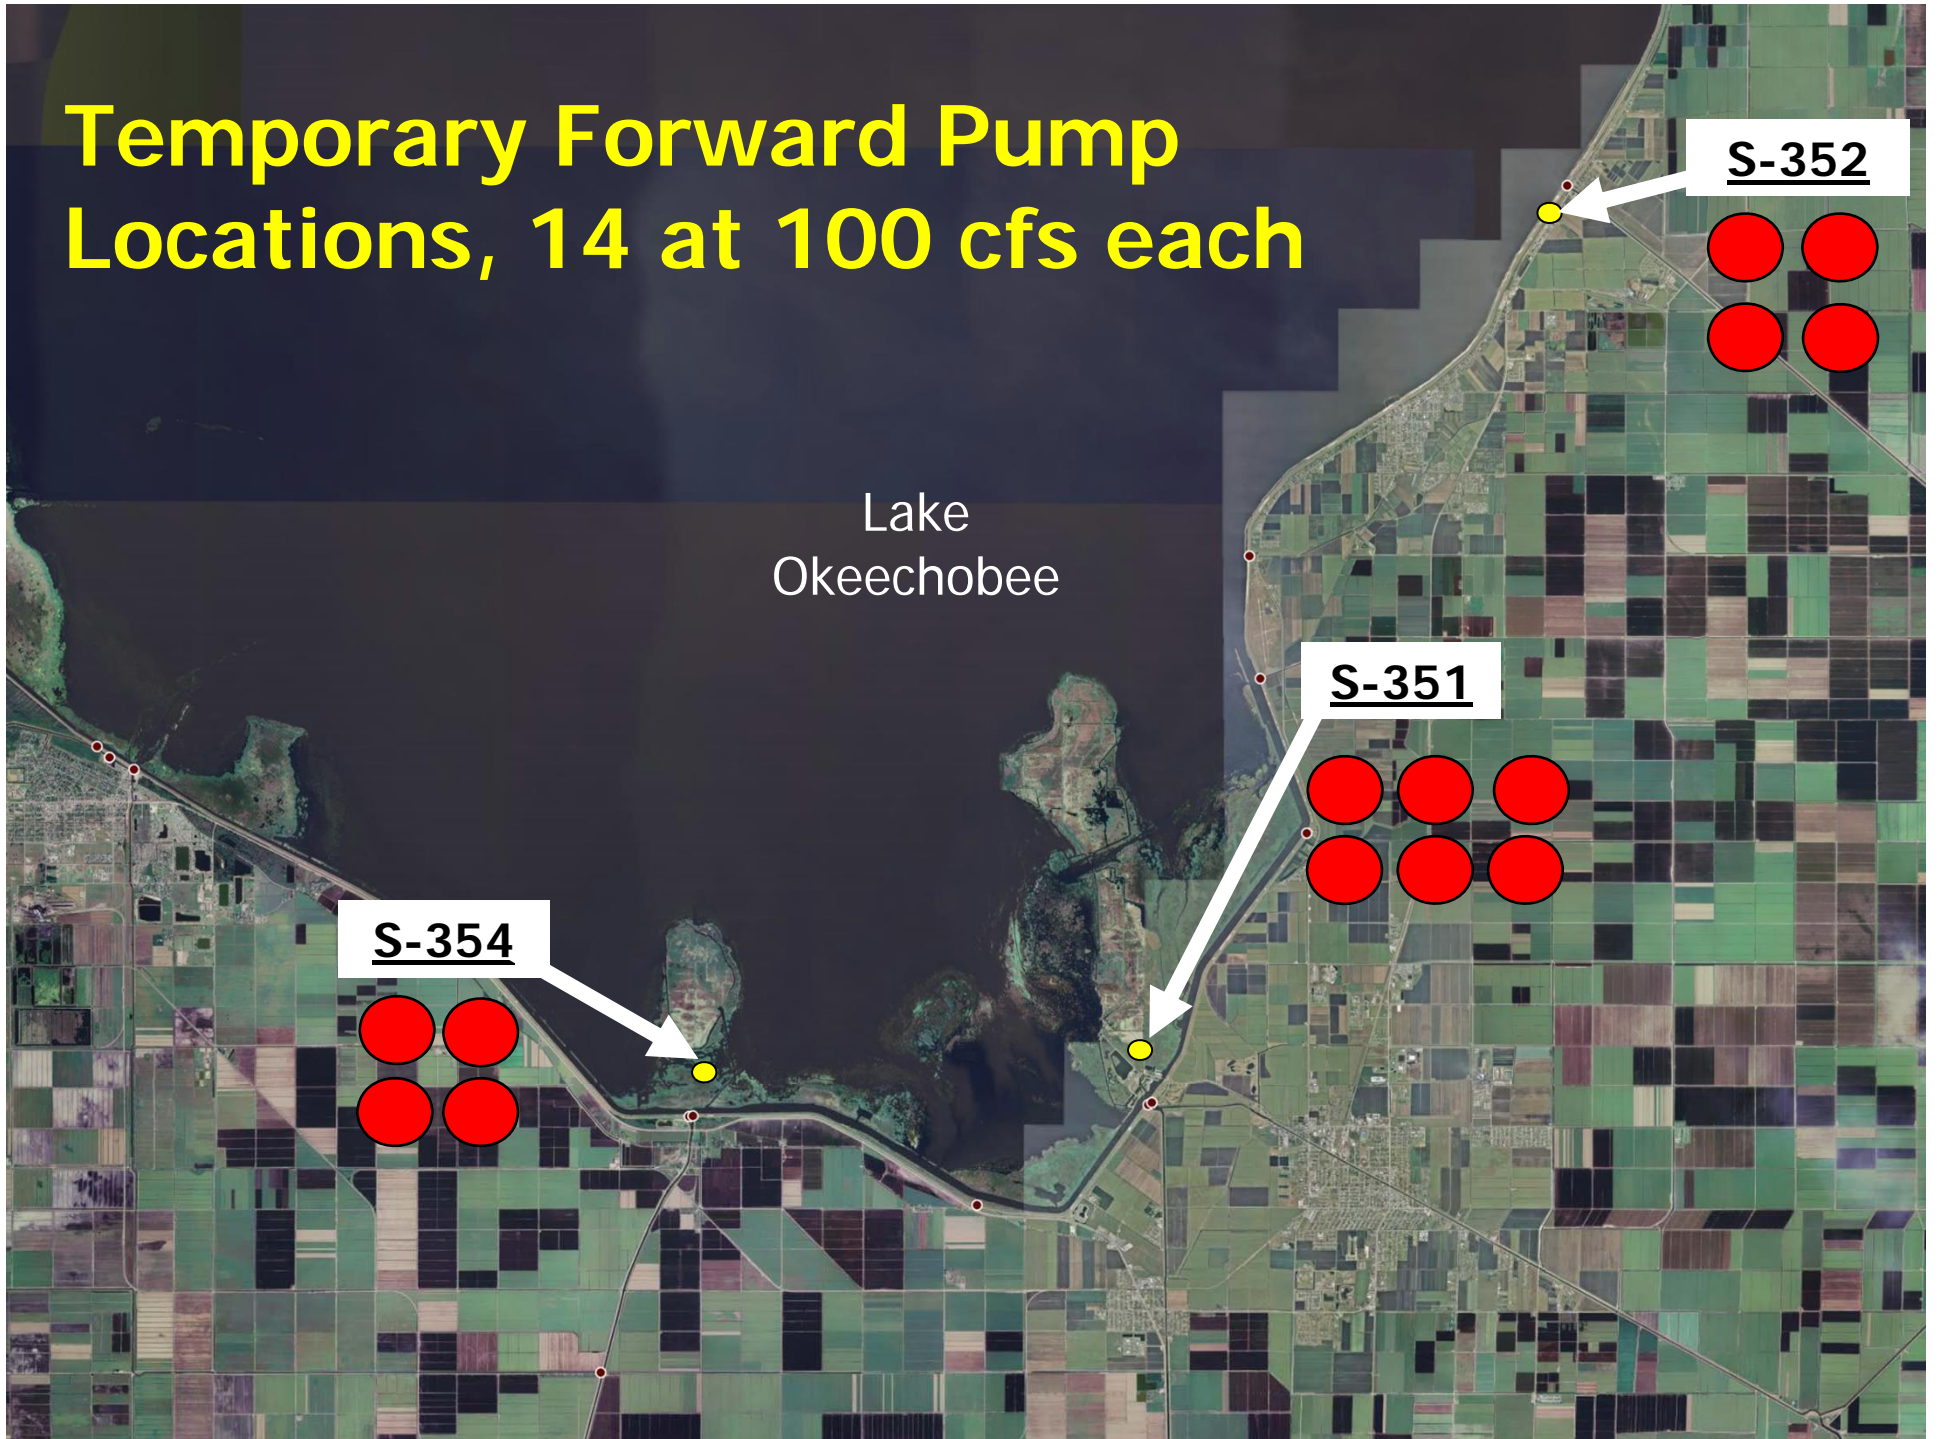 Temporary Forward Pump
Locations, 14 at 100 cfs each
S-352
Lake
Okeechobee
S-351
S-354